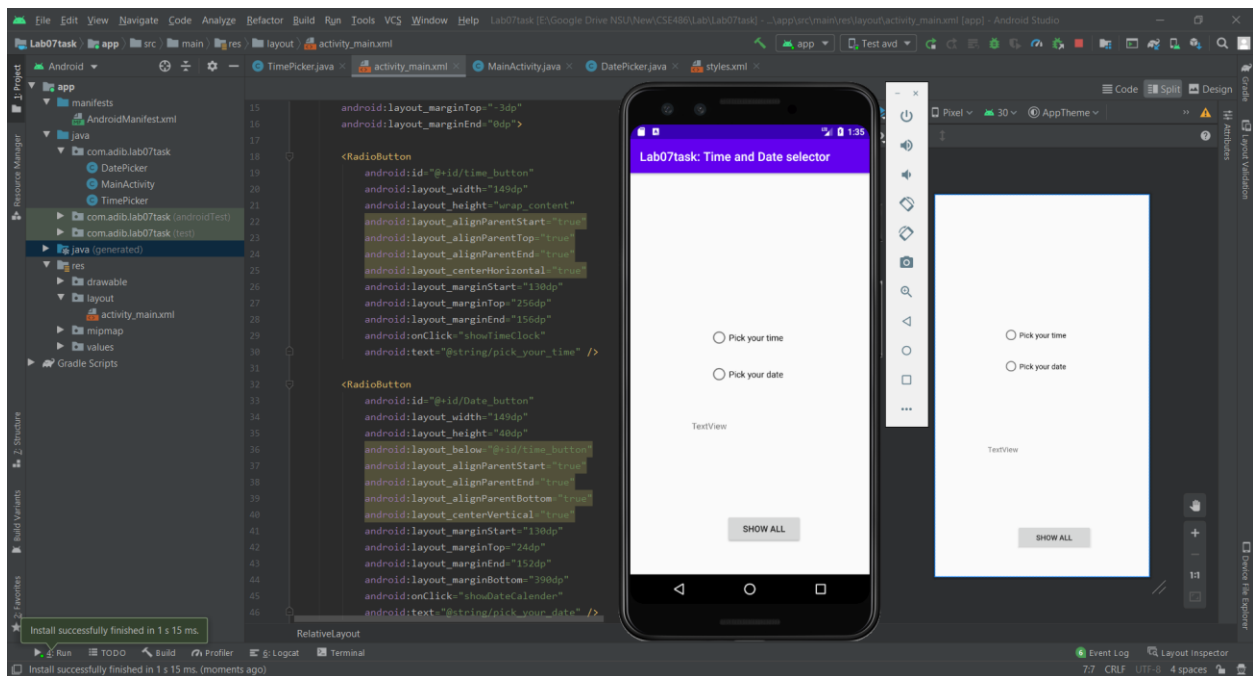 File Edit View Navigate Code Analyze Refactor Build Run Tools VCS Window Help Lab07task [E:\Google Drive NSU\New\CSE486\Lab\Lab07task] - ...\app\src\main\res\layout\activity_main.xml [app] - Android Studio
Lab07task app src main res layout activity_main.xml app Test avd
Android TimePicker.java activity_main.xml MainActivity.java DatePicker.java styles.xml
1: Project
Resource Manager
Z: Structure
Build Variants
2: Favorites
app
manifests
AndroidManifest.xml
java
com.adib.lab07task
DatePicker
MainActivity
TimePicker
com.adib.lab07task (androidTest)
com.adib.lab07task (test)
java (generated)
res
drawable
layout
activity_main.xml
mipmap
values
Gradle Scripts
15 android:layout_marginTop="-3dp"
16 android:layout_marginEnd="0dp">
17
18 <RadioButton
19 android:id="@+id/time_button"
20 android:layout_width="149dp"
21 android:layout_height="wrap_content"
22 android:layout_alignParentStart="true"
23 android:layout_alignParentTop="true"
24 android:layout_alignParentEnd="true"
25 android:layout_centerHorizontal="true"
26 android:layout_marginStart="130dp"
27 android:layout_marginTop="256dp"
28 android:layout_marginEnd="156dp"
29 android:onClick="showTimeClock"
30 android:text="@string/pick_your_time" />
31
32 <RadioButton
33 android:id="@+id/Date_button"
34 android:layout_width="149dp"
35 android:layout_height="40dp"
36 android:layout_below="@+id/time_button"
37 android:layout_alignParentStart="true"
38 android:layout_alignParentEnd="true"
39 android:layout_alignParentBottom="true"
40 android:layout_centerVertical="true"
41 android:layout_marginStart="130dp"
42 android:layout_marginTop="24dp"
43 android:layout_marginEnd="152dp"
44 android:layout_marginBottom="390dp"
45 android:onClick="showDateCalender"
46 android:text="@string/pick_your_date" />
RelativeLayout
1:35
Lab07task: Time and Date selector
Pick your time
Pick your date
TextView
SHOW ALL
Code Split Design
Pixel 30 AppTheme
Pick your time
Pick your date
TextView
SHOW ALL
1:1
Gradle
Attributes
Layout Validation
Device File Explorer
Install successfully finished in 1 s 15 ms.
4: Run TODO Build Profiler 6: Logcat Terminal 6 Event Log Layout Inspector
Install successfully finished in 1 s 15 ms. (moments ago) 7:7 CRLF UTF-8 4 spaces